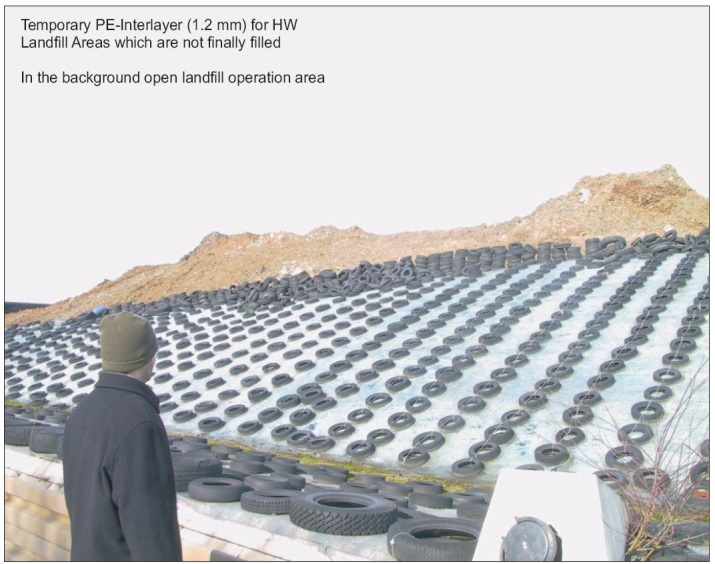 Temporary PE-Interlayer (1.2 mm) for HW
Landfill Areas which are not finally filled
In the background open landfill operation area